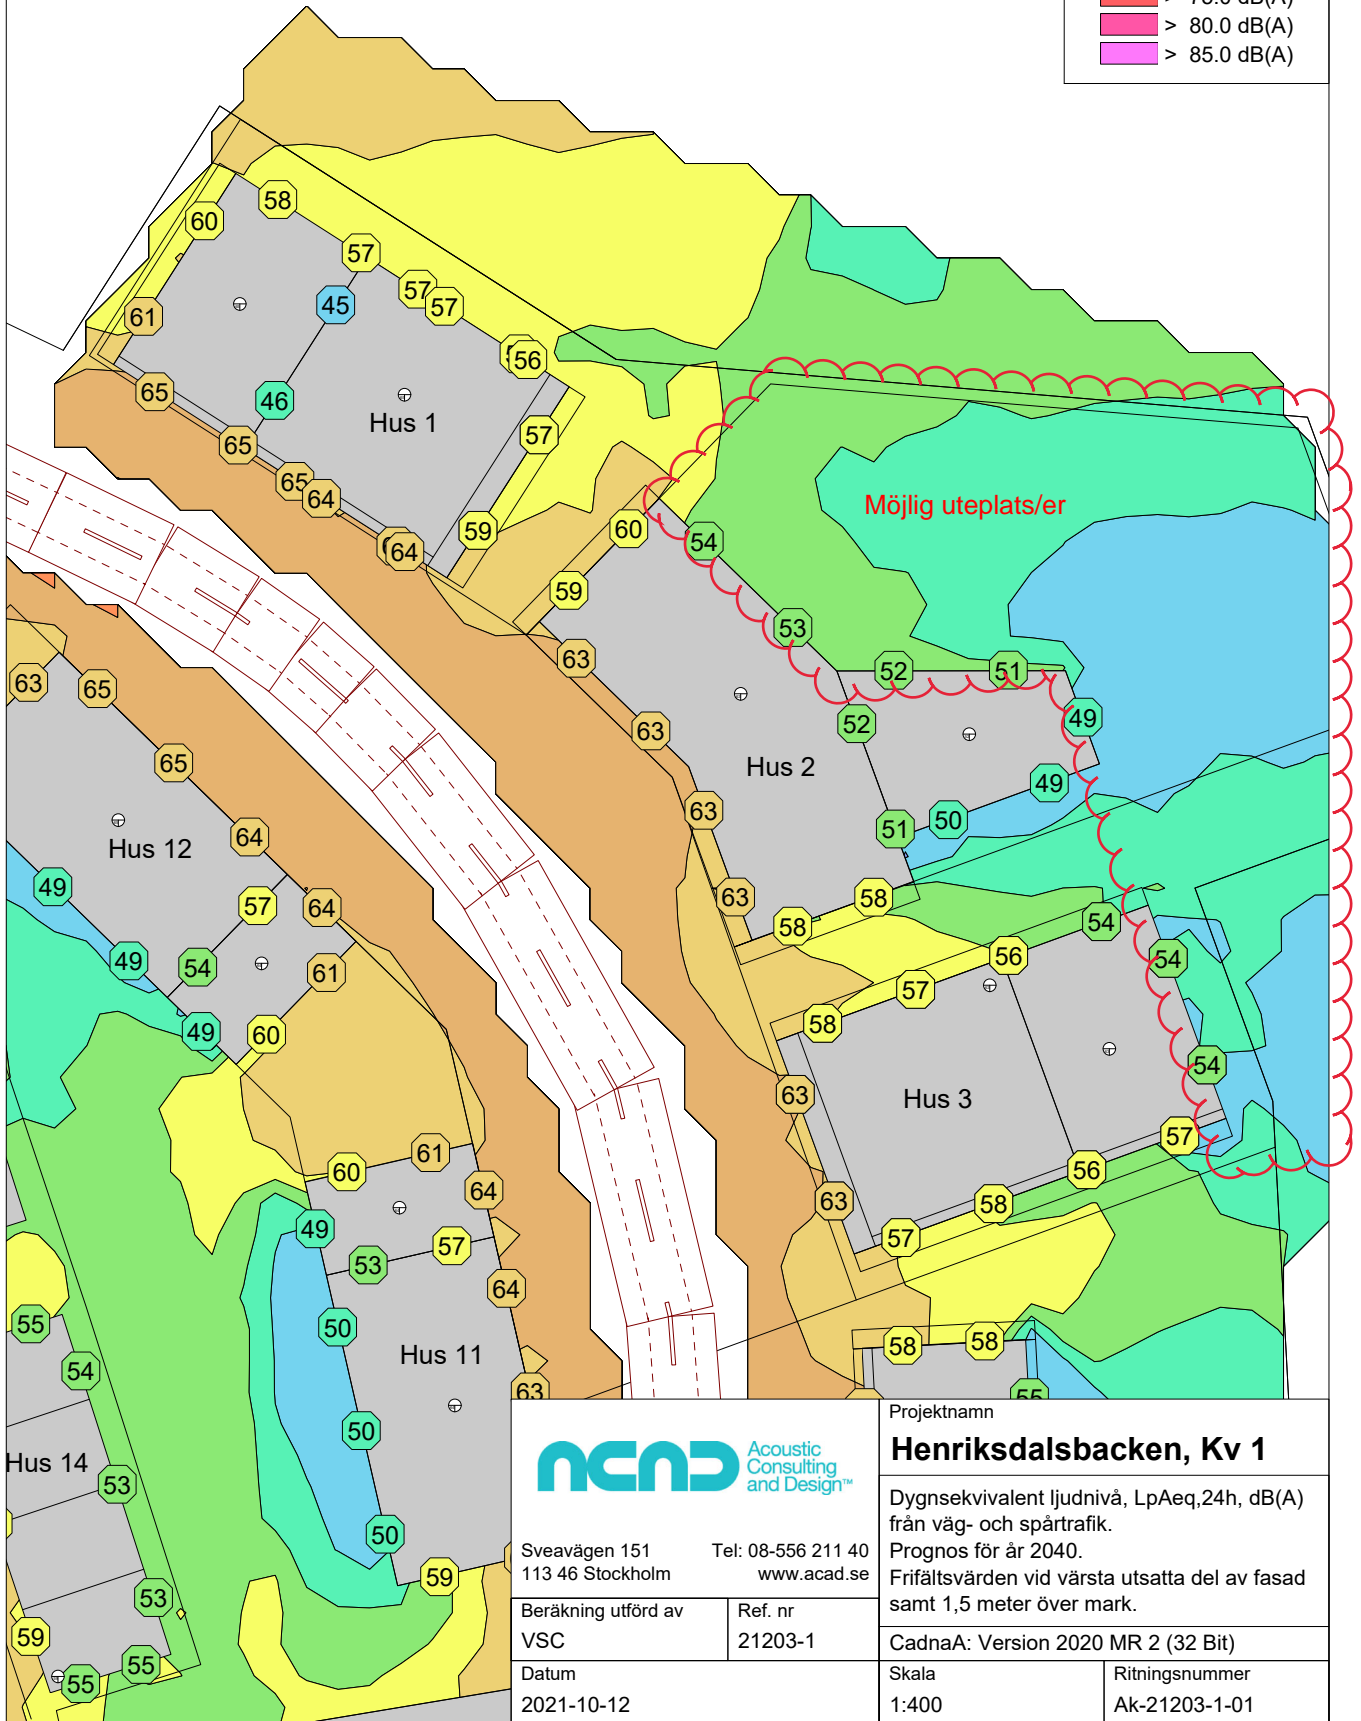 > 80.0 dB(A)
> 85.0 dB(A)
58
60
57
57
57
45
61
56
65
46
Hus 1
57
65
65
64
64
59
60
54
Möjlig uteplats/er
59
53
63
52
51
63
65
63
49
52
Hus 2
65
63
49
64
50
51
Hus 12
49
57
64
63
58
58
54
49
54
61
56
54
57
49
60
58
54
63
Hus 3
57
61
60
56
64
63
58
49
57
57
53
64
55
50
58
58
54
Hus 11
63
55
50
Hus 14
53
50
59
53
59
55
55
ACAD
Acoustic
Consulting
and Design™
Sveavägen 151 Tel: 08-556 211 40
113 46 Stockholm www.acad.se
Beräkning utförd av
VSC
Ref. nr
21203-1
Datum
2021-10-12
Projektnamn
Henriksdalsbacken, Kv 1
Dygnsekvivalent ljudnivå, LpAeq,24h, dB(A)
från väg- och spårtrafik.
Prognos för år 2040.
Frifältsvärden vid värsta utsatta del av fasad
samt 1,5 meter över mark.
CadnaA: Version 2020 MR 2 (32 Bit)
Skala
1:400
Ritningsnummer
Ak-21203-1-01